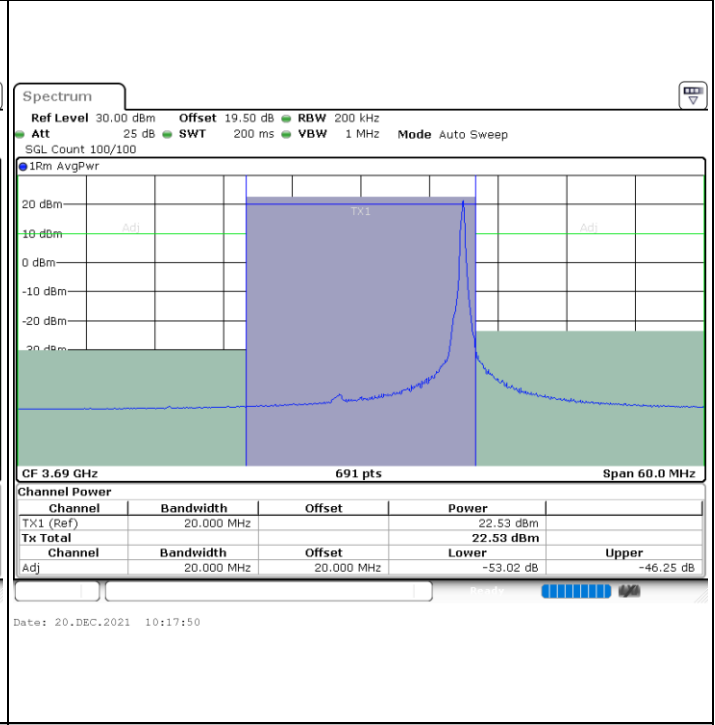 Spectrum
Ref Level 30.00 dBm Offset 19.50 dB RBW 200 kHz
Att 25 dB SWT 200 ms VBW 1 MHz Mode Auto Sweep
SGL Count 100/100
1Rm AvgPwr
20 dBm
TX1
Adj
Adj
10 dBm
0 dBm
-10 dBm
-20 dBm
-30 dBm
CF 3.69 GHz 691 pts Span 60.0 MHz
Channel Power
Channel Bandwidth Offset Power
TX1 (Ref) 20.000 MHz 22.53 dBm
Tx Total 22.53 dBm
Channel Bandwidth Offset Lower Upper
Adj 20.000 MHz 20.000 MHz -53.02 dB -46.25 dB
Ready
Date: 20.DEC.2021 10:17:50